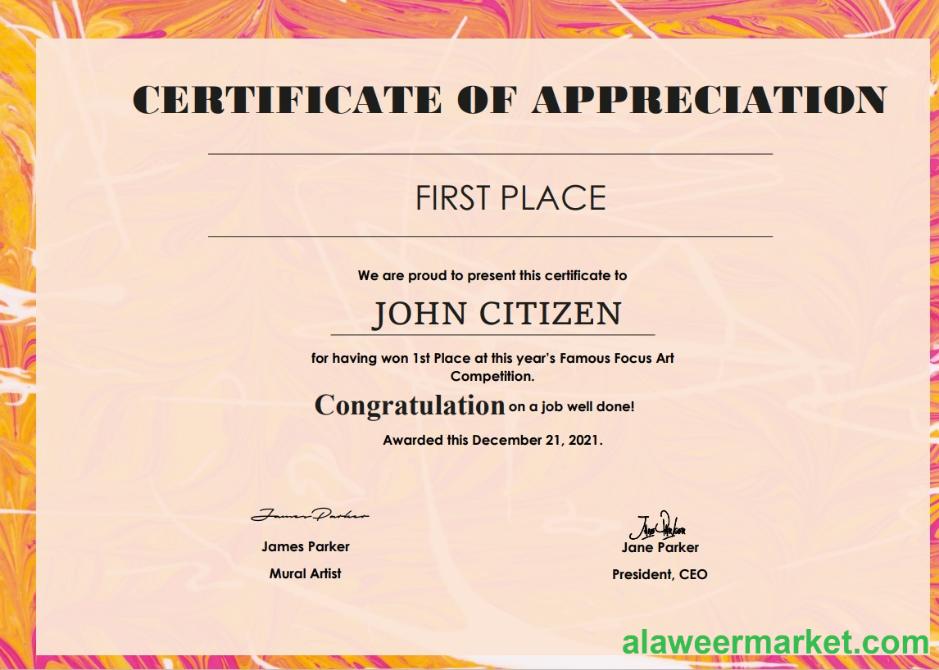 CERTIFICATE OF APPRECIATION
FIRST PLACE
We are proud to present this certificate to
JOHN CITIZEN
for having won 1st Place at this year’s Famous Focus Art
Competition.
Congratulation on a job well done!
Awarded this December 21, 2021.
James Parker
Jane Parker
James Parker
Jane Parker
Mural Artist
President, CEO
alaweermarket.com